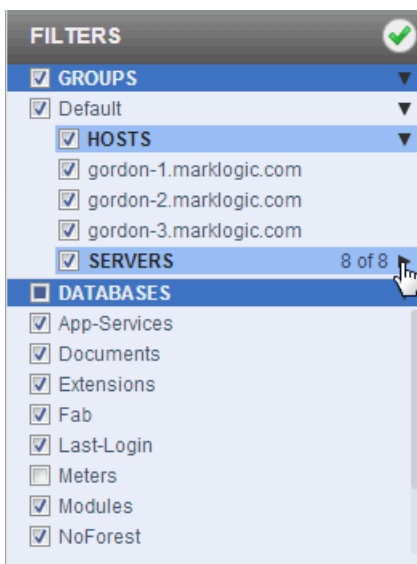 FILTERS
GROUPS
Default
HOSTS
gordon-1.marklogic.com
gordon-2.marklogic.com
gordon-3.marklogic.com
SERVERS 8 of 8
DATABASES
App-Services
Documents
Extensions
Fab
Last-Login
Meters
Modules
NoForest